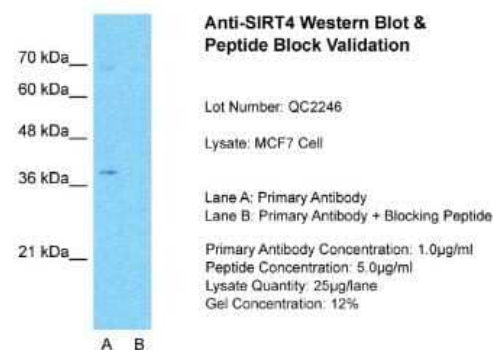 Anti-SIRT4 Western Blot &
Peptide Block Validation
70 kDa
60 kDa
48 kDa
36 kDa
21 kDa
Lot Number: QC2246
Lysate: MCF7 Cell
Lane A: Primary Antibody
Lane B: Primary Antibody + Blocking Peptide
Primary Antibody Concentration: 1.0µg/ml
Peptide Concentration: 5.0µg/ml
Lysate Quantity: 25µg/lane
Gel Concentration: 12%
A B